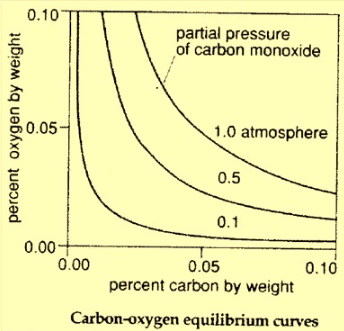 0.10
partial pressure
of carbon monoxide
percent oxygen by weight
0.05
1.0 atmosphere
0.5
0.1
0.00
0.00
0.05
0.10
percent carbon by weight
Carbon-oxygen equilibrium curves